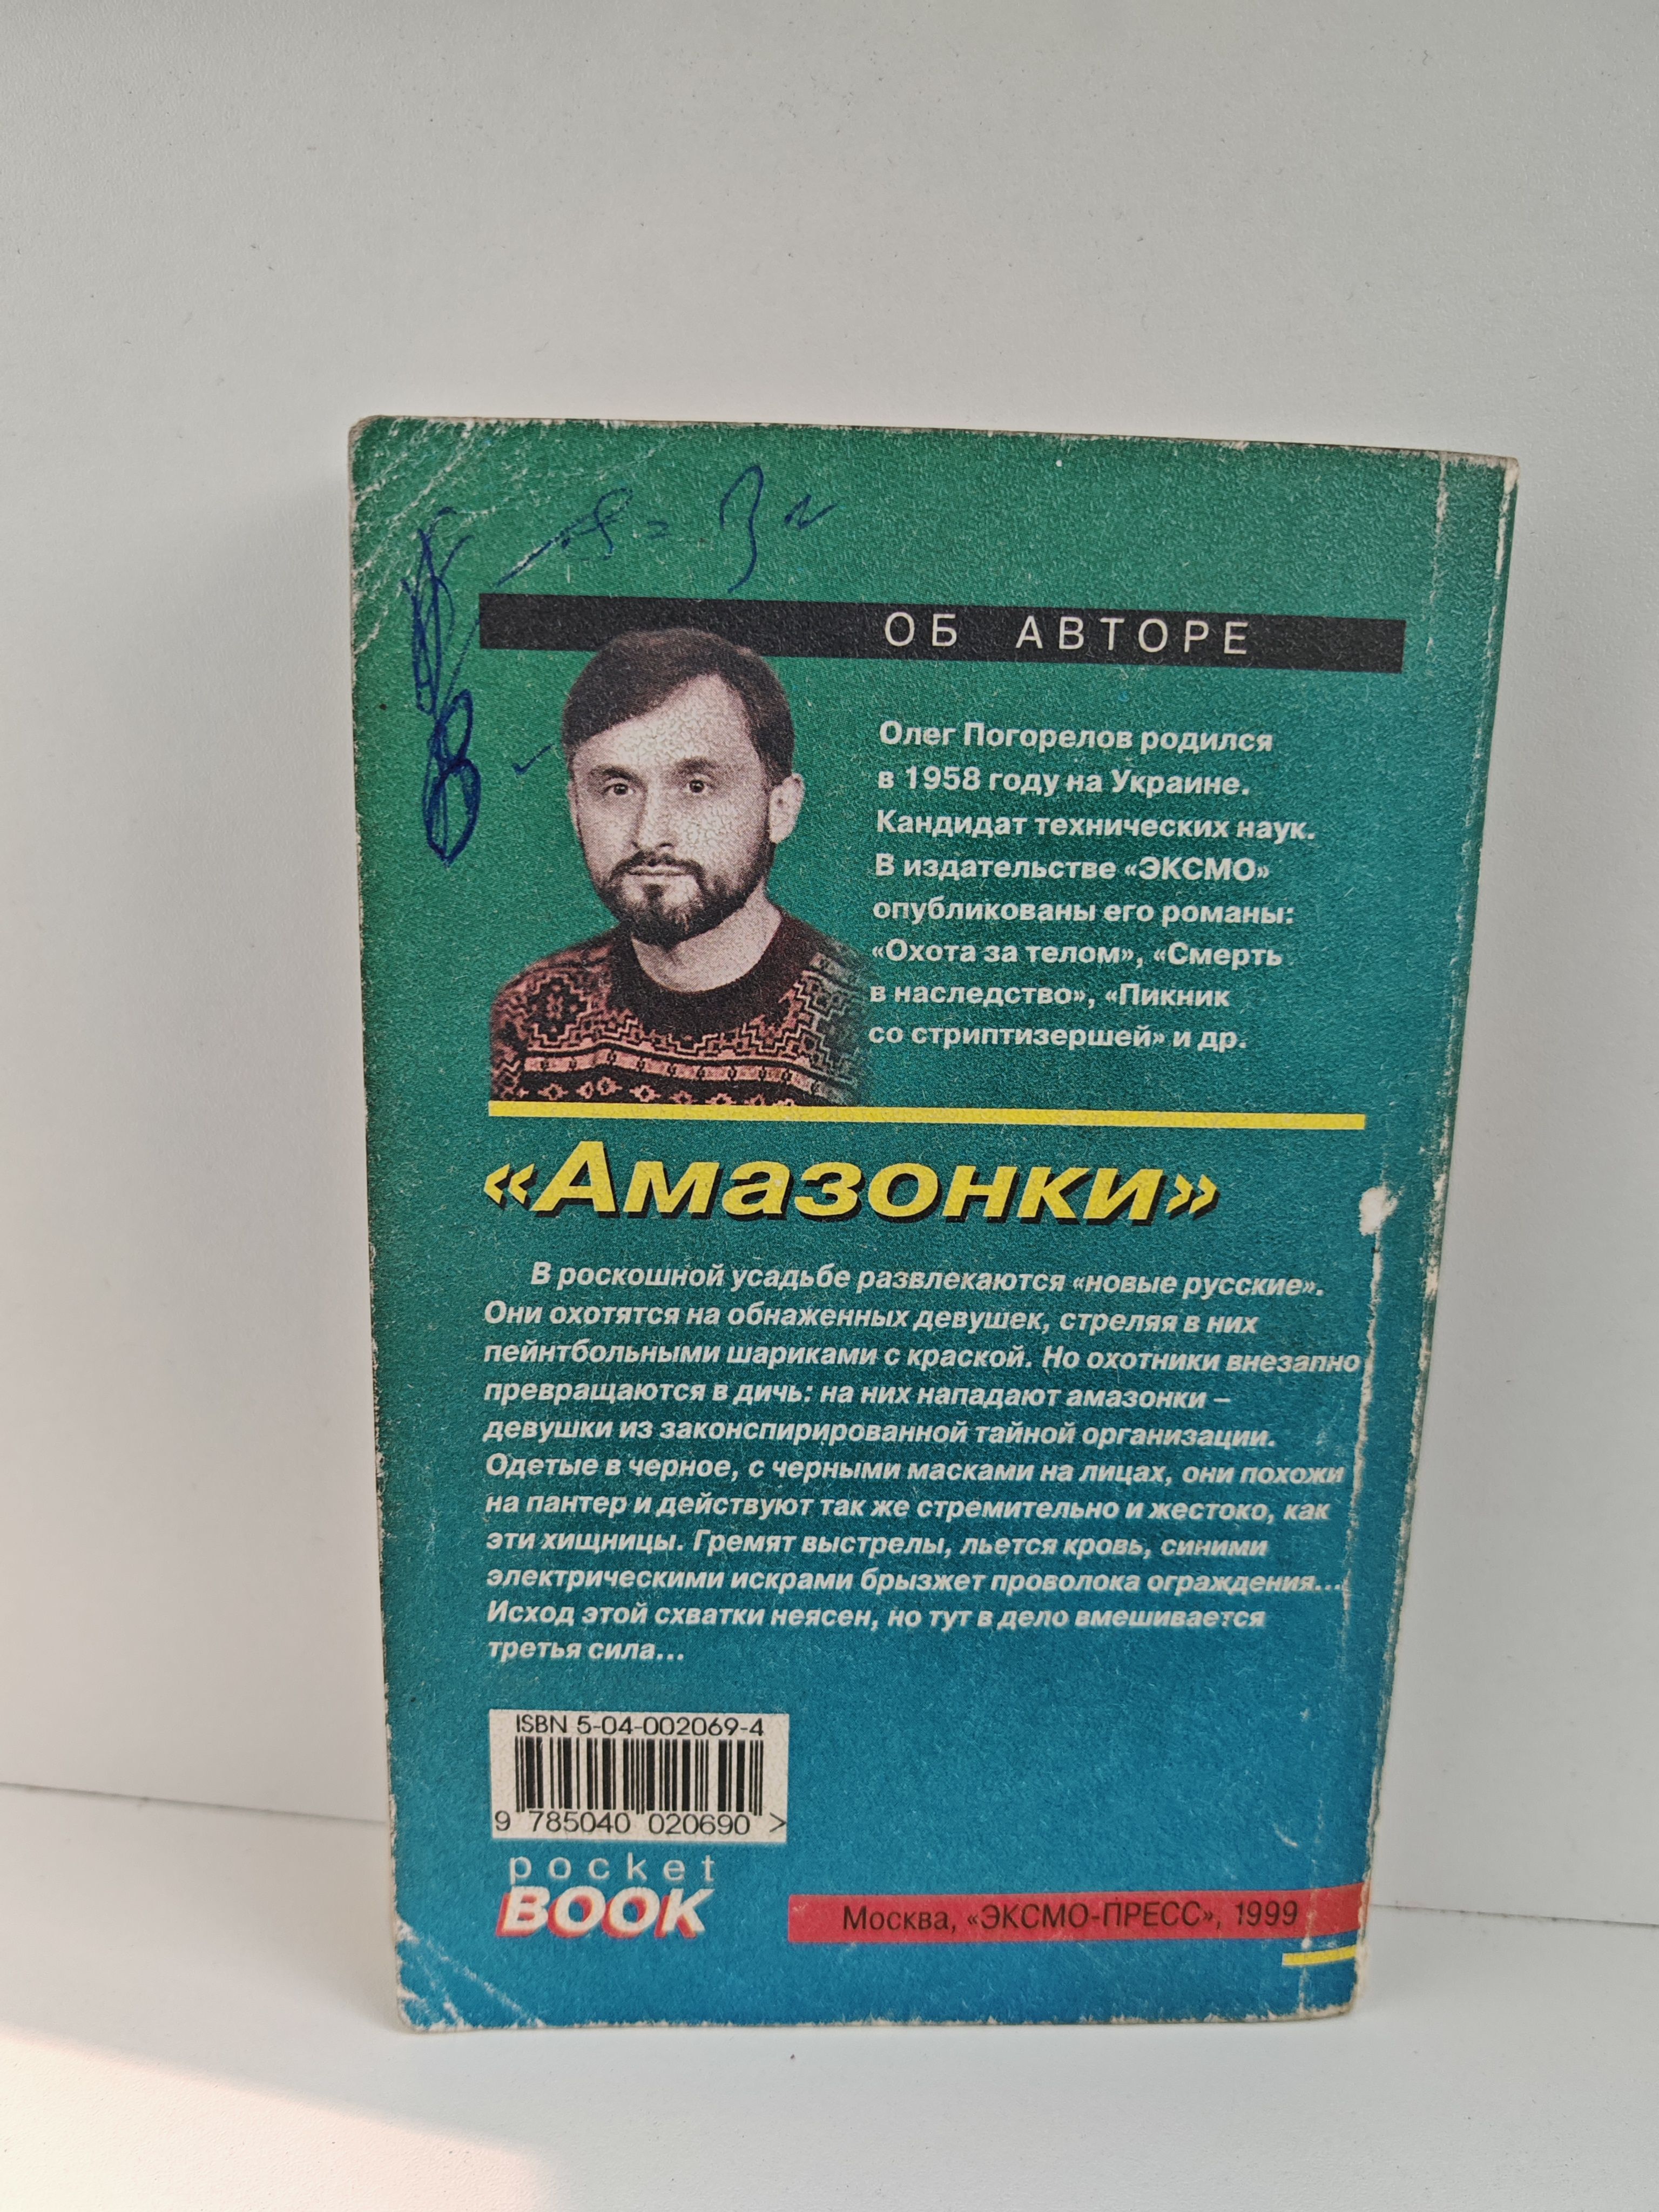 ОБ АВТОРЕ
Олег Погорелов родился
в 1958 году на Украине.
Кандидат технических наук.
В издательстве «ЭКСМО»
опубликованы его романы:
«Охота за телом», «Смерть
в наследство», «Пикник
со стриптизершей» и др.
«Амазонки»
В роскошной усадьбе развлекаются «новые русские».
Они охотятся на обнаженных девушек, стреляя в них
пейнтбольными шариками с краской. Но охотники внезапно
превращаются в дичь: на них нападают амазонки –
девушки из законспирированной тайной организации.
Одетые в черное, с черными масками на лицах, они похожи
на пантер и действуют так же стремительно и жестоко, как
эти хищницы. Гремят выстрелы, льется кровь, синими
электрическими искрами брызжет проволока ограждения...
Исход этой схватки неясен, но тут в дело вмешивается
третья сила...
ISBN 5-04-002069-4
9 785040 020690 >
pocket
BOOK
Москва, «ЭКСМО-ПРЕСС», 1999